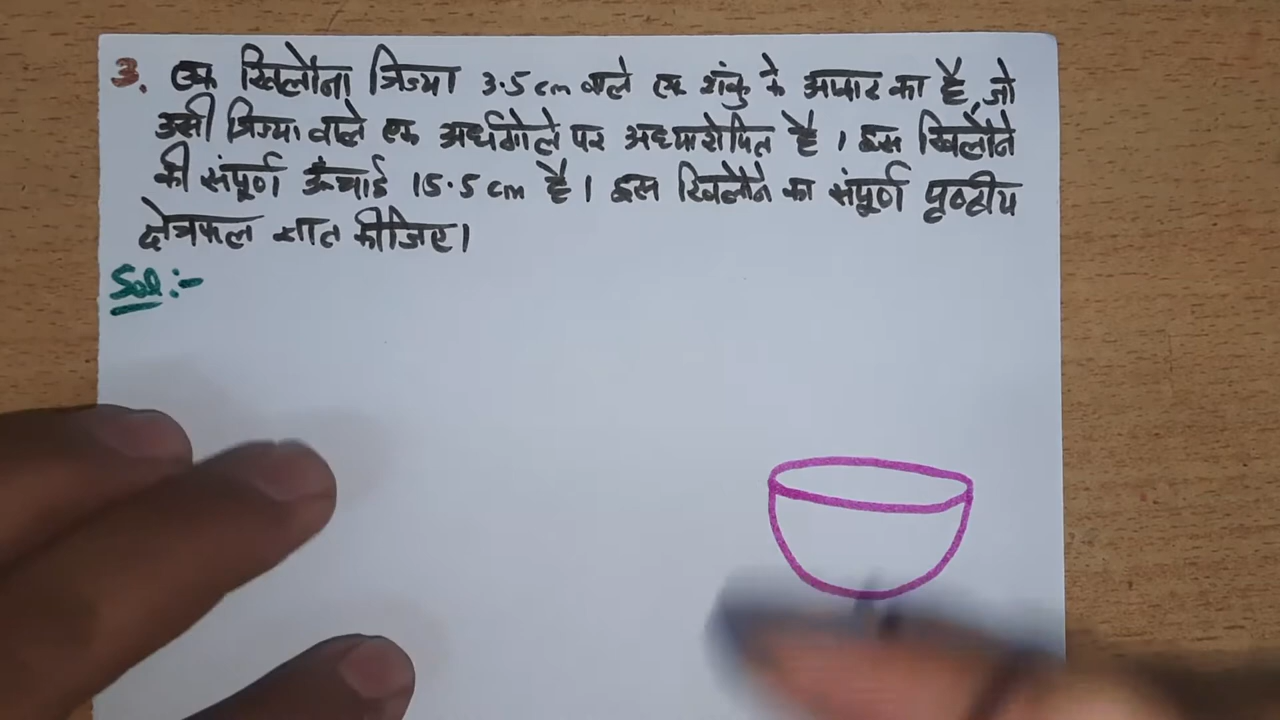 3. एक खिलौना त्रिज्या 3.5 cm वाले एक शंकु के आकार का है, जो
उसी त्रिज्या वाले एक अर्धगोले पर अध्यारोपित है। इस खिलौने
की संपूर्ण ऊँचाई 15.5 cm है। इस खिलौने का संपूर्ण पृष्ठीय
क्षेत्रफल ज्ञात कीजिए।
Sol:-